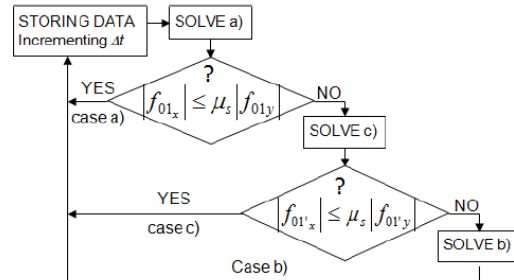 STORING DATA
Incrementing Δt
SOLVE a)
?
|f₀₁ₓ| ≤ μₛ|f₀₁y|
YES
case a)
NO
SOLVE c)
?
|f₀₁'ₓ| ≤ μₛ|f₀₁'y|
YES
case c)
NO
SOLVE b)
Case b)